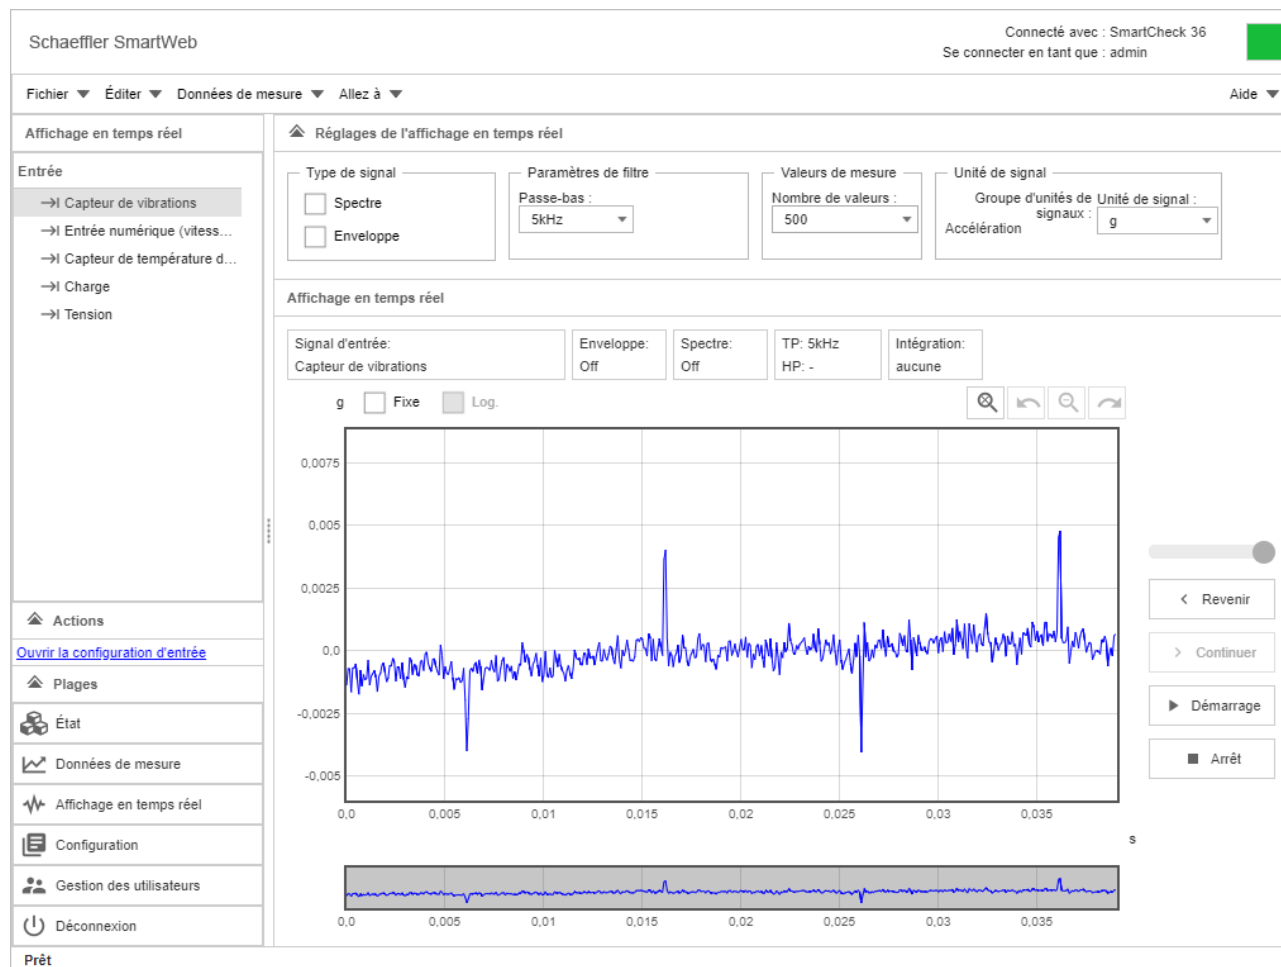 Schaeffler SmartWeb
Connecté avec : SmartCheck 36
Se connecter en tant que : admin
Fichier Éditer Données de mesure Allez à Aide
Affichage en temps réel
Entrée
Capteur de vibrations
Entrée numérique (vitess...
Capteur de température d...
Charge
Tension
Actions
Ouvrir la configuration d'entrée
Plages
État
Données de mesure
Affichage en temps réel
Configuration
Gestion des utilisateurs
Déconnexion
Prêt
Réglages de l'affichage en temps réel
Type de signal
Spectre
Enveloppe
Paramètres de filtre
Passe-bas :
5kHz
Valeurs de mesure
Nombre de valeurs :
500
Unité de signal
Groupe d'unités de
signaux :
Accélération
Unité de signal :
g
Affichage en temps réel
Signal d'entrée:
Capteur de vibrations
Enveloppe:
Off
Spectre:
Off
TP: 5kHz
HP: -
Intégration:
aucune
g Fixe Log.
0,0075
0,005
0,0025
0,0
-0,0025
-0,005
0,0 0,005 0,01 0,015 0,02 0,025 0,03 0,035
s
0,0 0,005 0,01 0,015 0,02 0,025 0,03 0,035
Revenir
Continuer
Démarrage
Arrêt